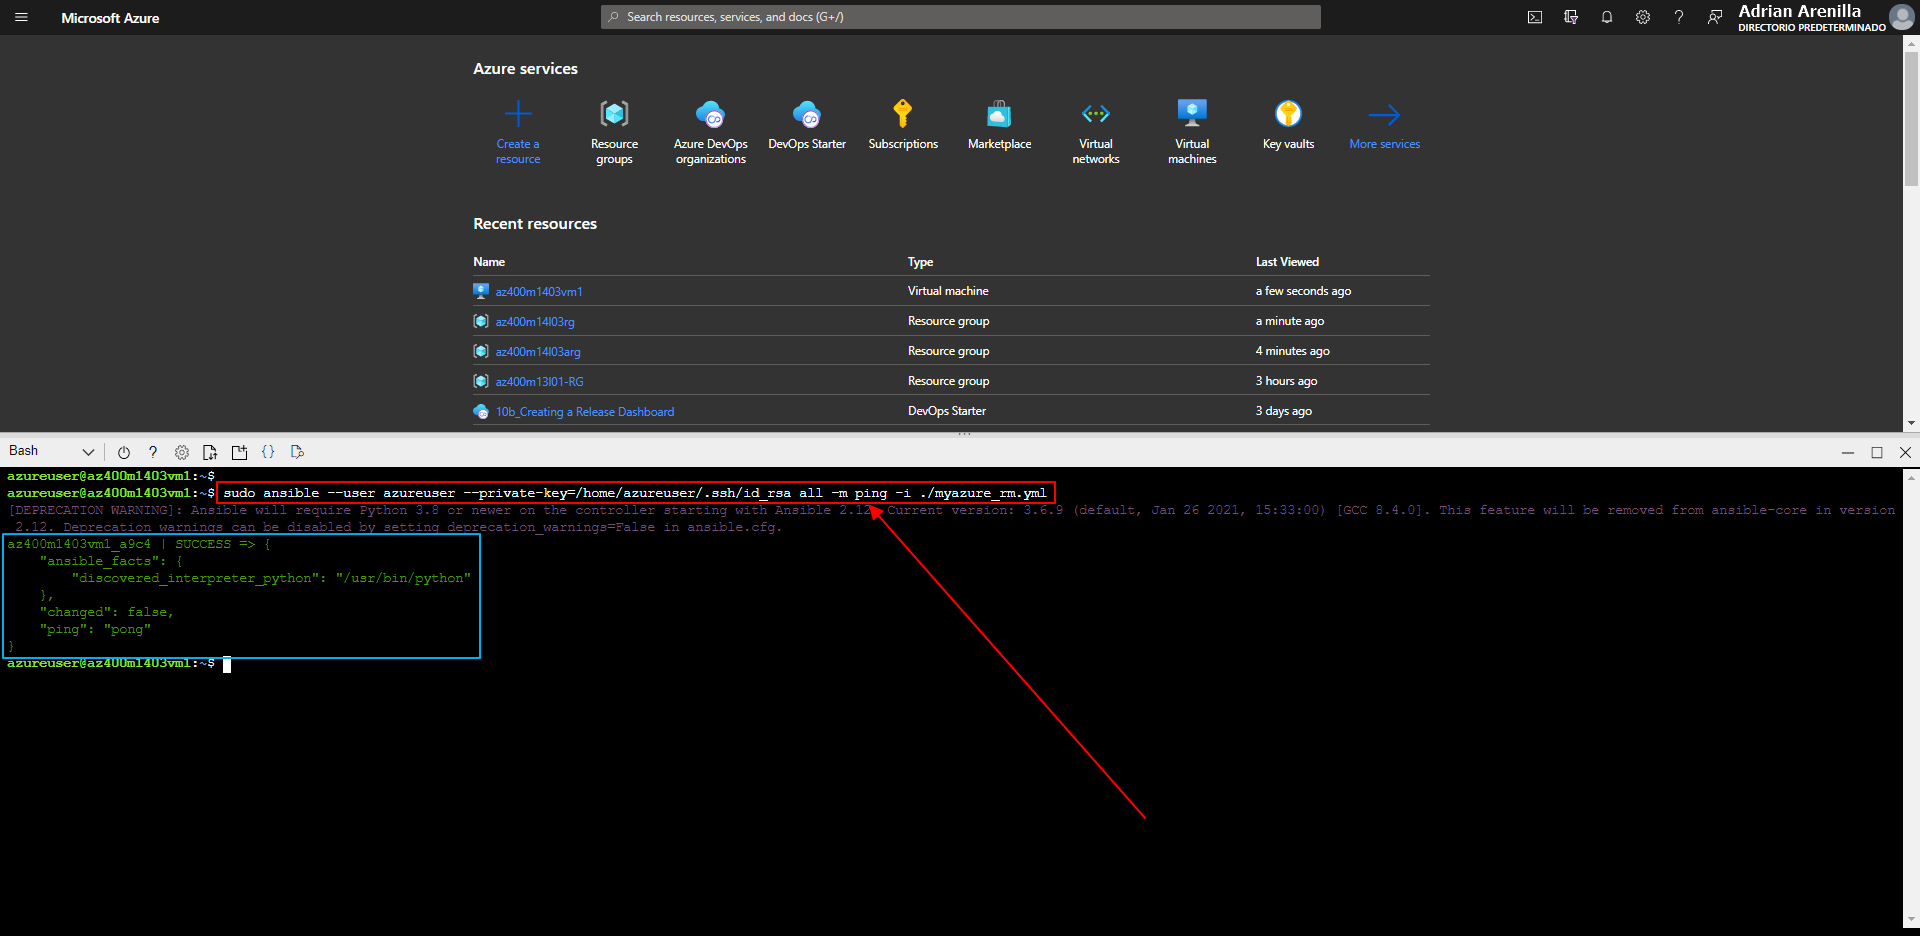 Microsoft Azure
Search resources, services, and docs (G+/)
Adrian Arenilla
DIRECTORIO PREDETERMINADO
Azure services
Create a
resource
Resource
groups
Azure DevOps
organizations
DevOps Starter
Subscriptions
Marketplace
Virtual
networks
Virtual
machines
Key vaults
More services
Recent resources
Name Type Last Viewed
az400m1403vm1 Virtual machine a few seconds ago
az400m14l03rg Resource group a minute ago
az400m14l03arg Resource group 4 minutes ago
az400m13l01-RG Resource group 3 hours ago
10b_Creating a Release Dashboard DevOps Starter 3 days ago
Bash
azureuser@az400m1403vm1:~$
azureuser@az400m1403vm1:~$ sudo ansible --user azureuser --private-key=/home/azureuser/.ssh/id_rsa all -m ping -i ./myazure_rm.yml
[DEPRECATION WARNING]: Ansible will require Python 3.8 or newer on the controller starting with Ansible 2.12. Current version: 3.6.9 (default, Jan 26 2021, 15:33:00) [GCC 8.4.0]. This feature will be removed from ansible-core in version
2.12. Deprecation warnings can be disabled by setting deprecation_warnings=False in ansible.cfg.
az400m1403vm1_a9c4 | SUCCESS => {
"ansible_facts": {
"discovered_interpreter_python": "/usr/bin/python"
},
"changed": false,
"ping": "pong"
}
azureuser@az400m1403vm1:~$